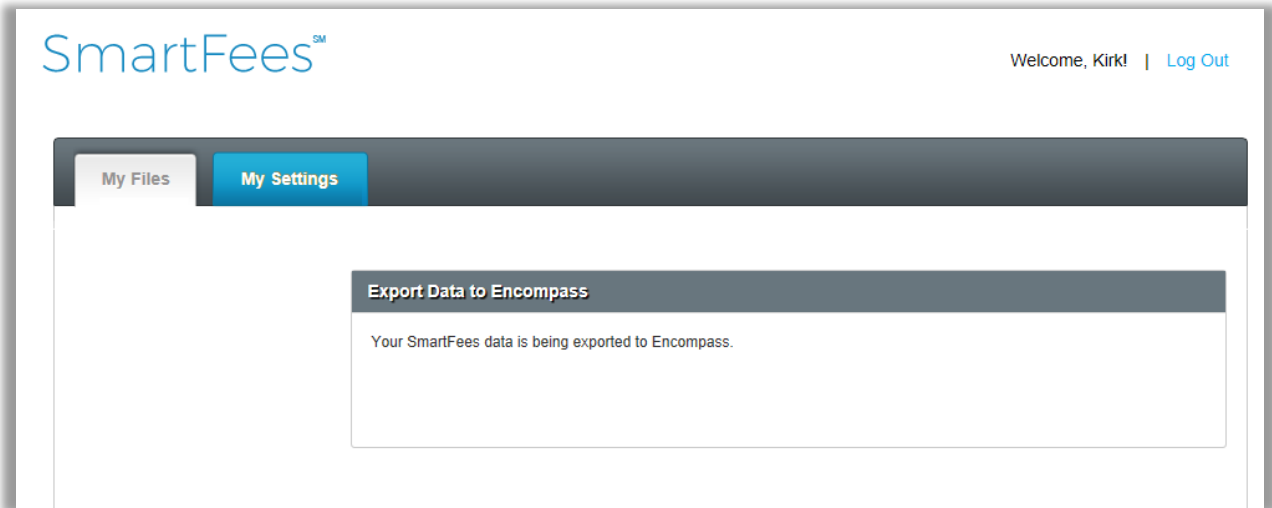 SmartFees℠
Welcome, Kirk! | Log Out
My Files My Settings
Export Data to Encompass
Your SmartFees data is being exported to Encompass.